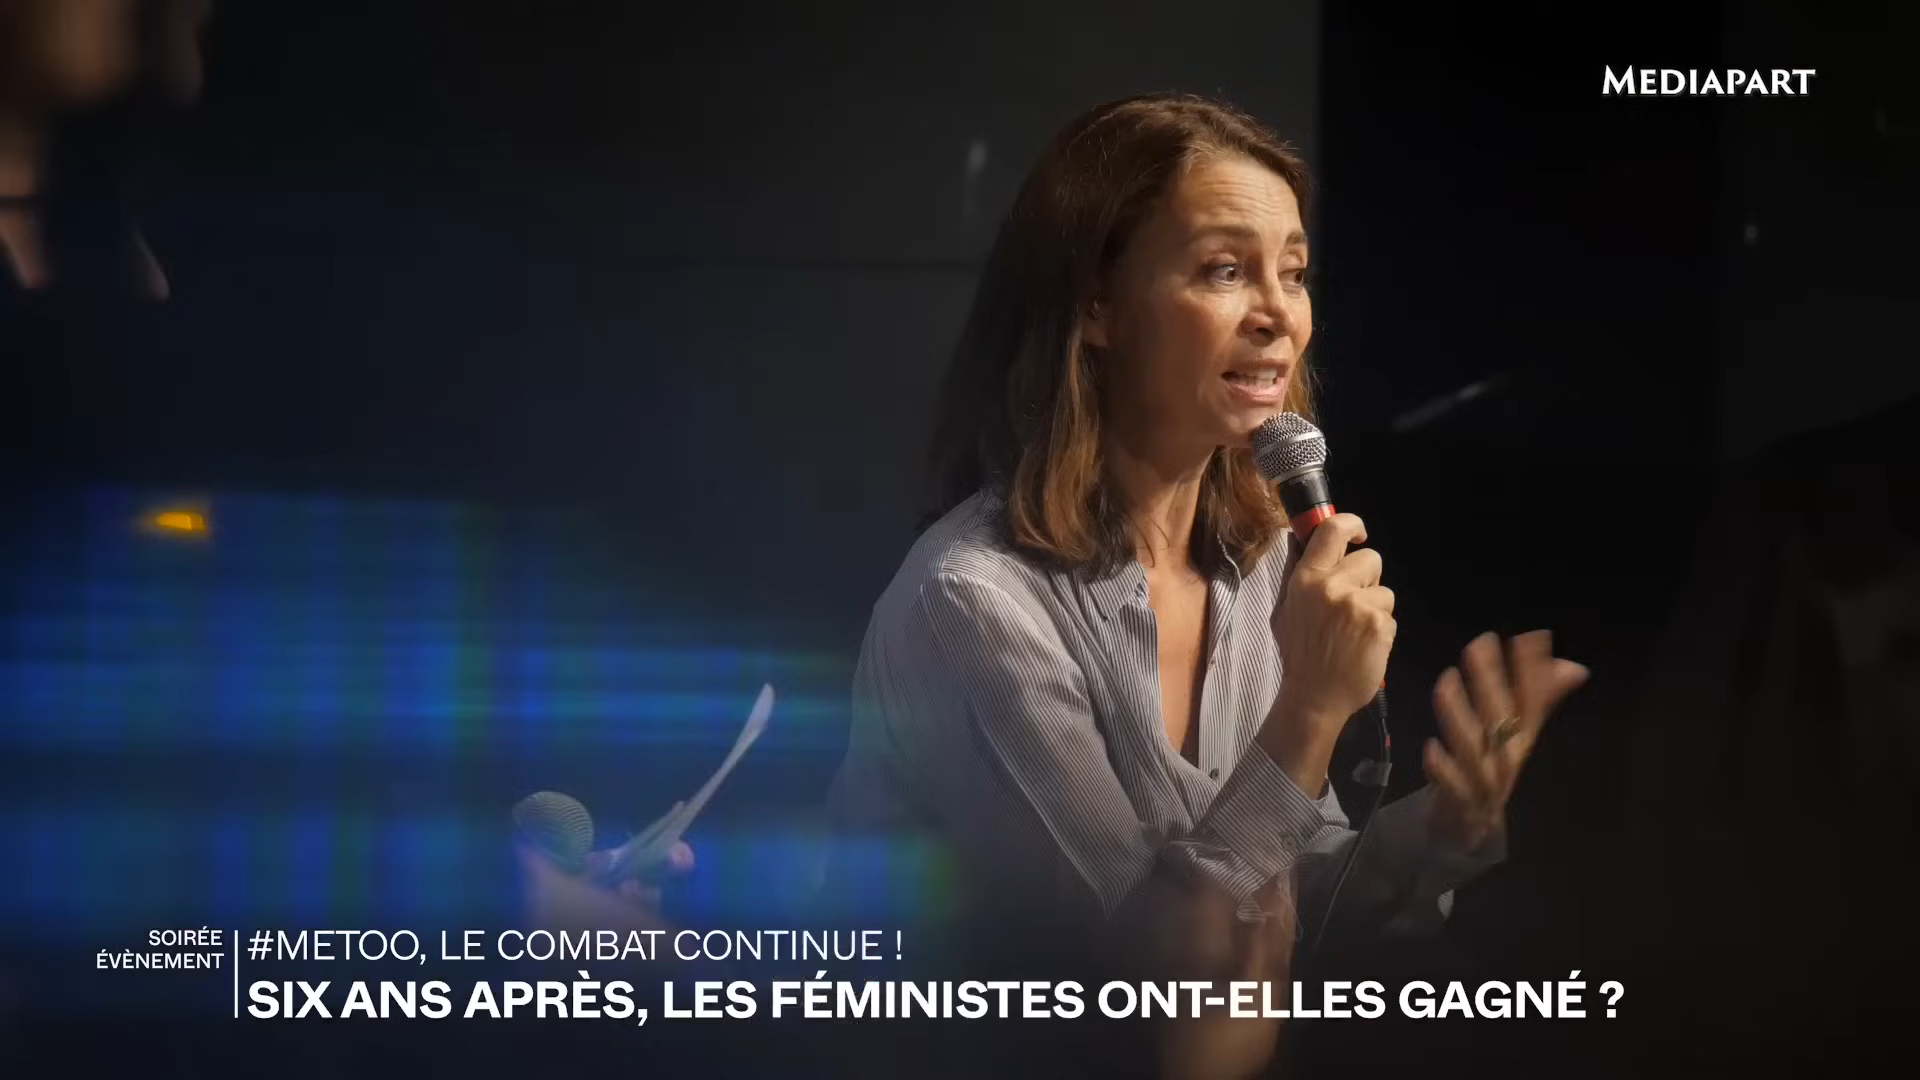 MEDIAPART
SOIRÉE
ÉVÈNEMENT
#METOO, LE COMBAT CONTINUE !
SIX ANS APRÈS, LES FÉMINISTES ONT-ELLES GAGNÉ ?